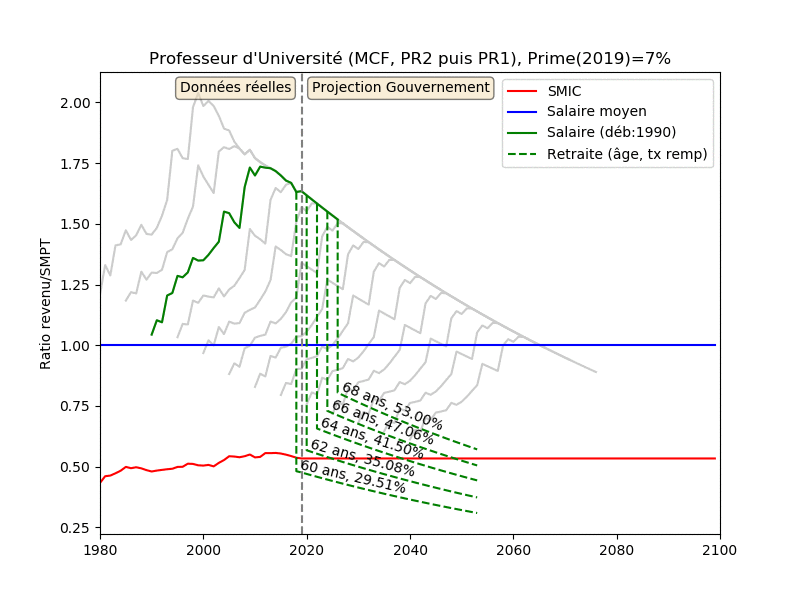 Professeur d'Université (MCF, PR2 puis PR1), Prime(2019)=7%
Données réelles
Projection Gouvernement
SMIC
Salaire moyen
Salaire (déb:1990)
Retraite (âge, tx remp)
Ratio revenu/SMPT
2.00
1.75
1.50
1.25
1.00
0.75
0.50
0.25
68 ans, 53.00%
66 ans, 47.06%
64 ans, 41.50%
62 ans, 35.08%
60 ans, 29.51%
1980
2000
2020
2040
2060
2080
2100